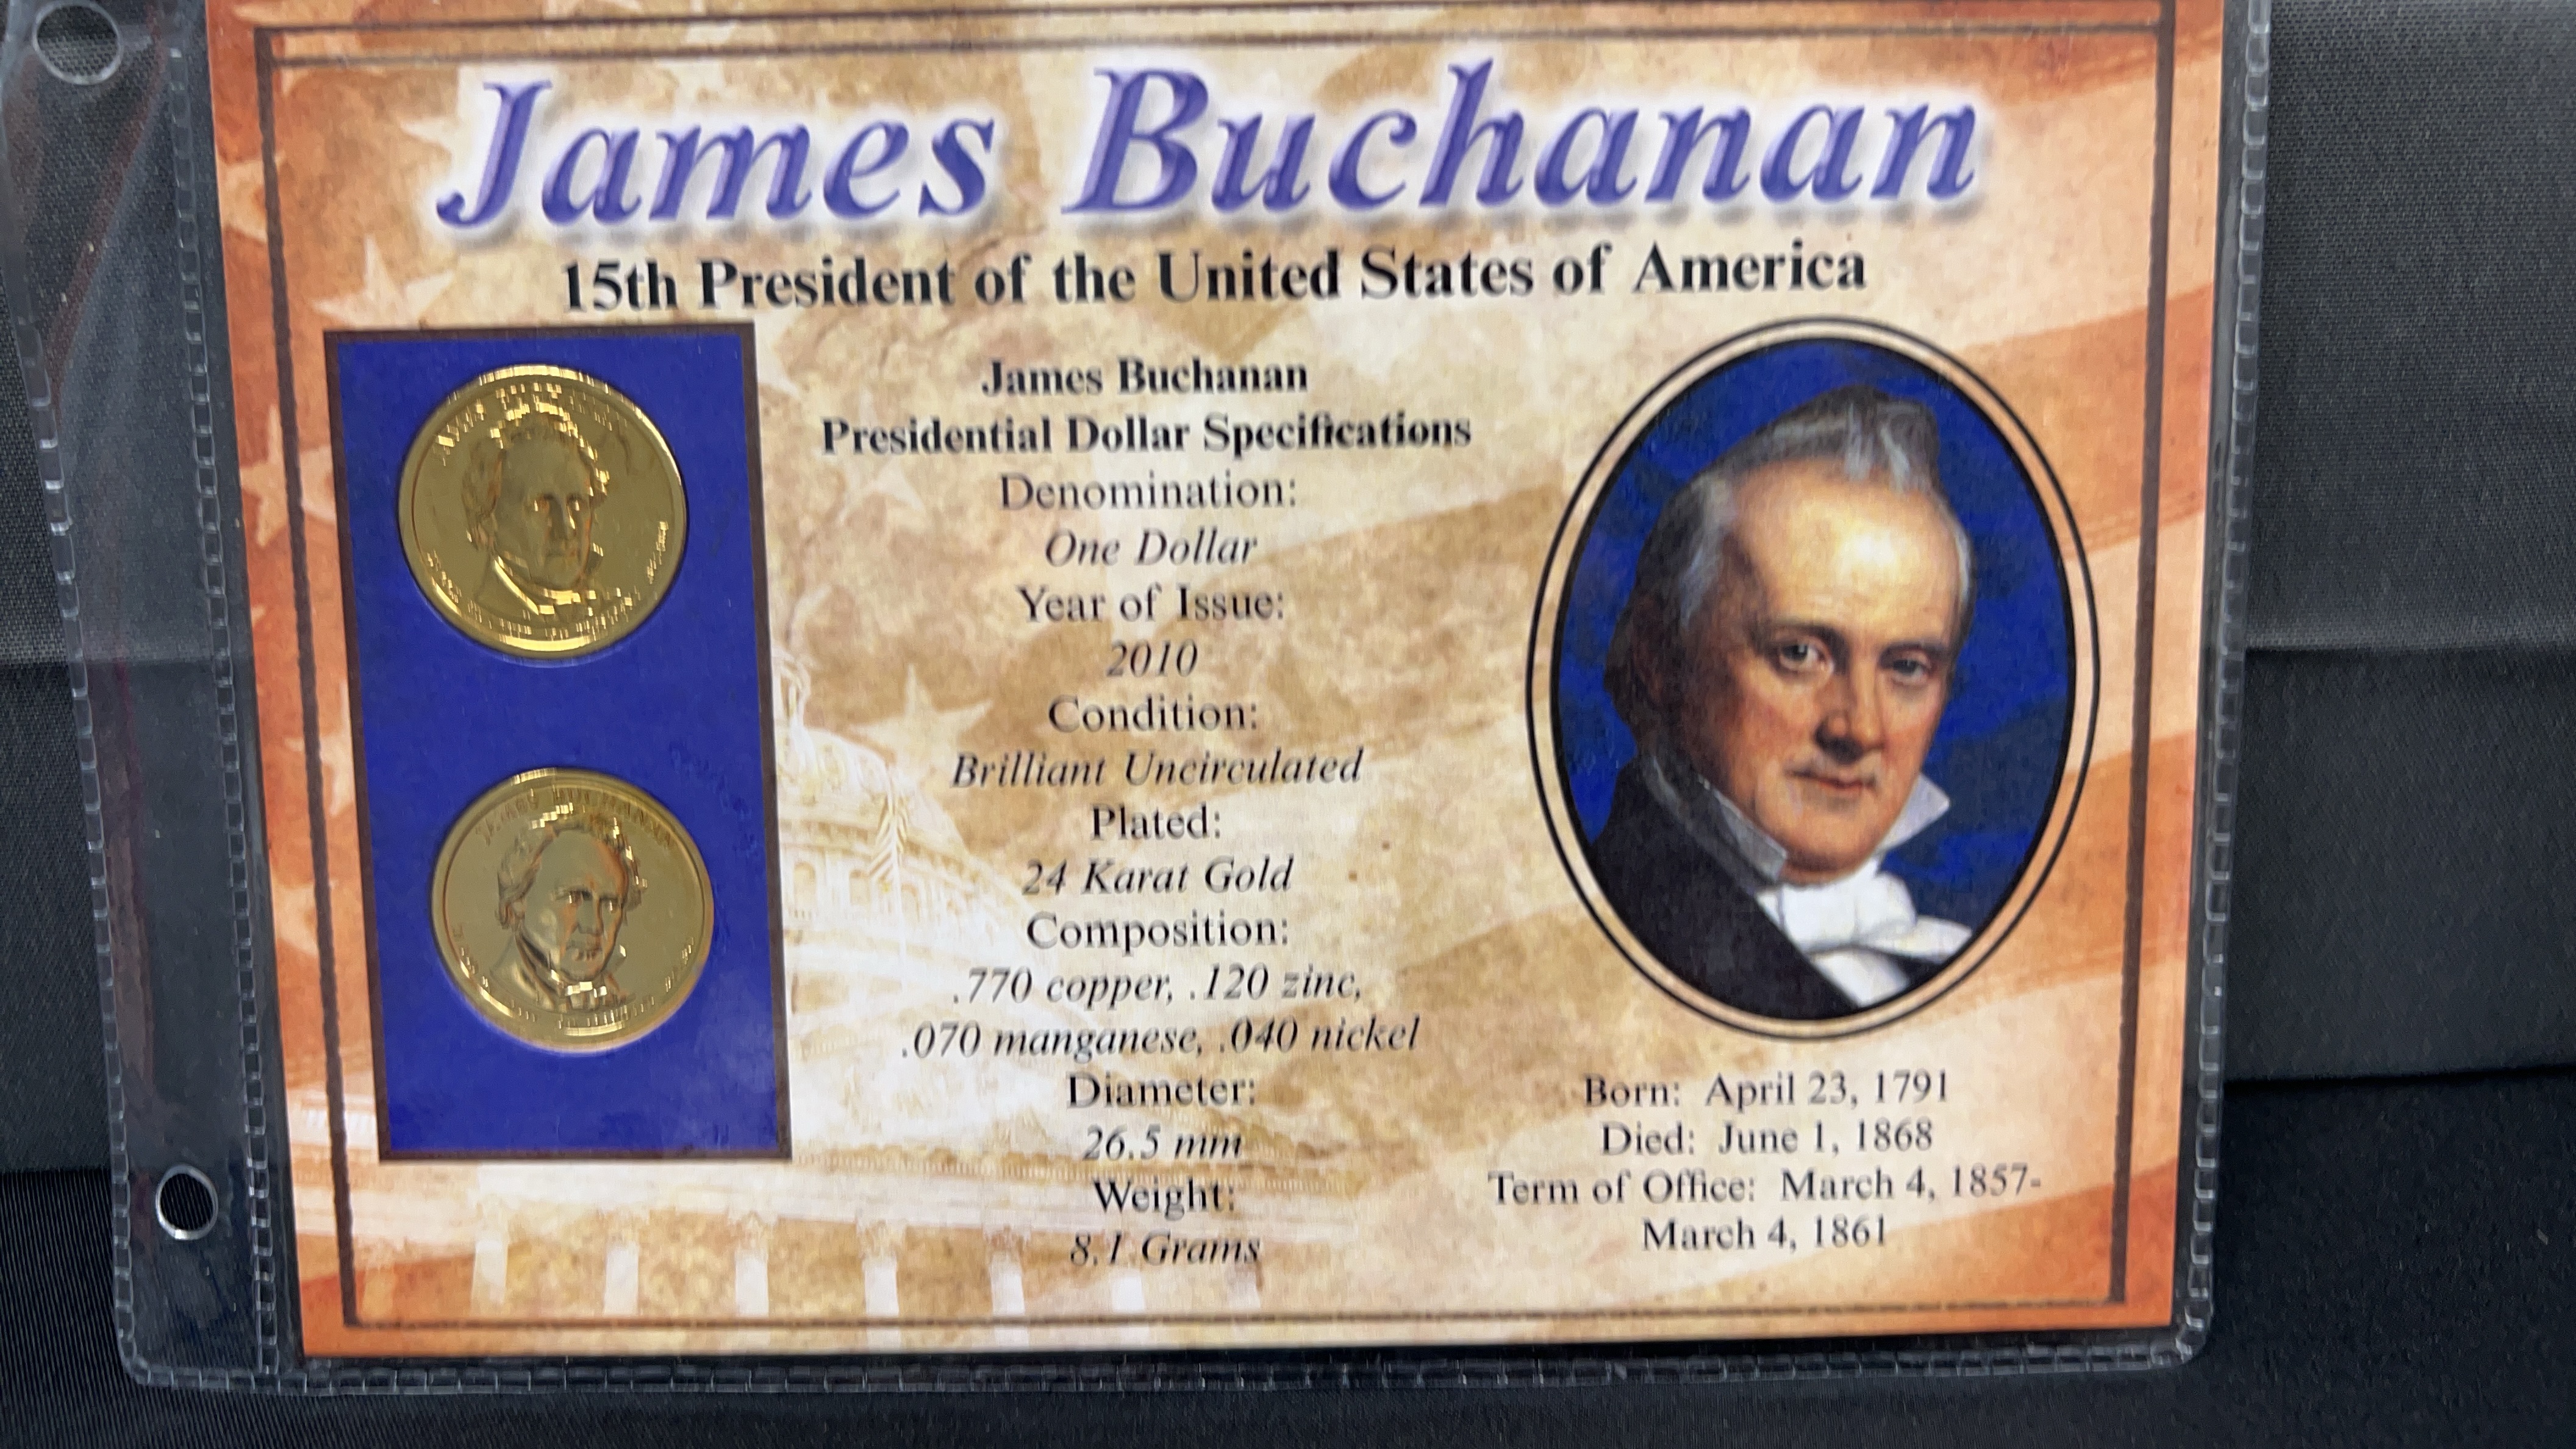 James Buchanan
15th President of the United States of America
James Buchanan
Presidential Dollar Specifications
Denomination:
One Dollar
Year of Issue:
2010
Condition:
Brilliant Uncirculated
Plated:
24 Karat Gold
Composition:
.770 copper, .120 zinc,
.070 manganese, .040 nickel
Diameter:
26.5 mm
Weight:
8.1 Grams
Born: April 23, 1791
Died: June 1, 1868
Term of Office: March 4, 1857-
March 4, 1861
JAMES BUCHANAN